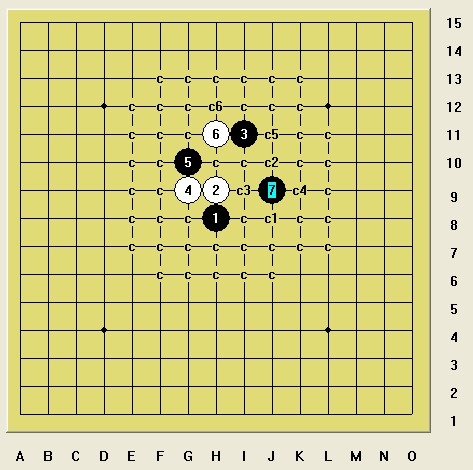 15
14
c c c c c c 13
c c c c6 c c c 12
c c c 6 3 c5 c c 11
c c 5 c c c2 c c 10
c c 4 2 c3 7 c4 c 9
c c c 1 c c1 c c 8
c c c c c c c c 7
c c c c c 6
5
4
3
2
1
A B C D E F G H I J K L M N O